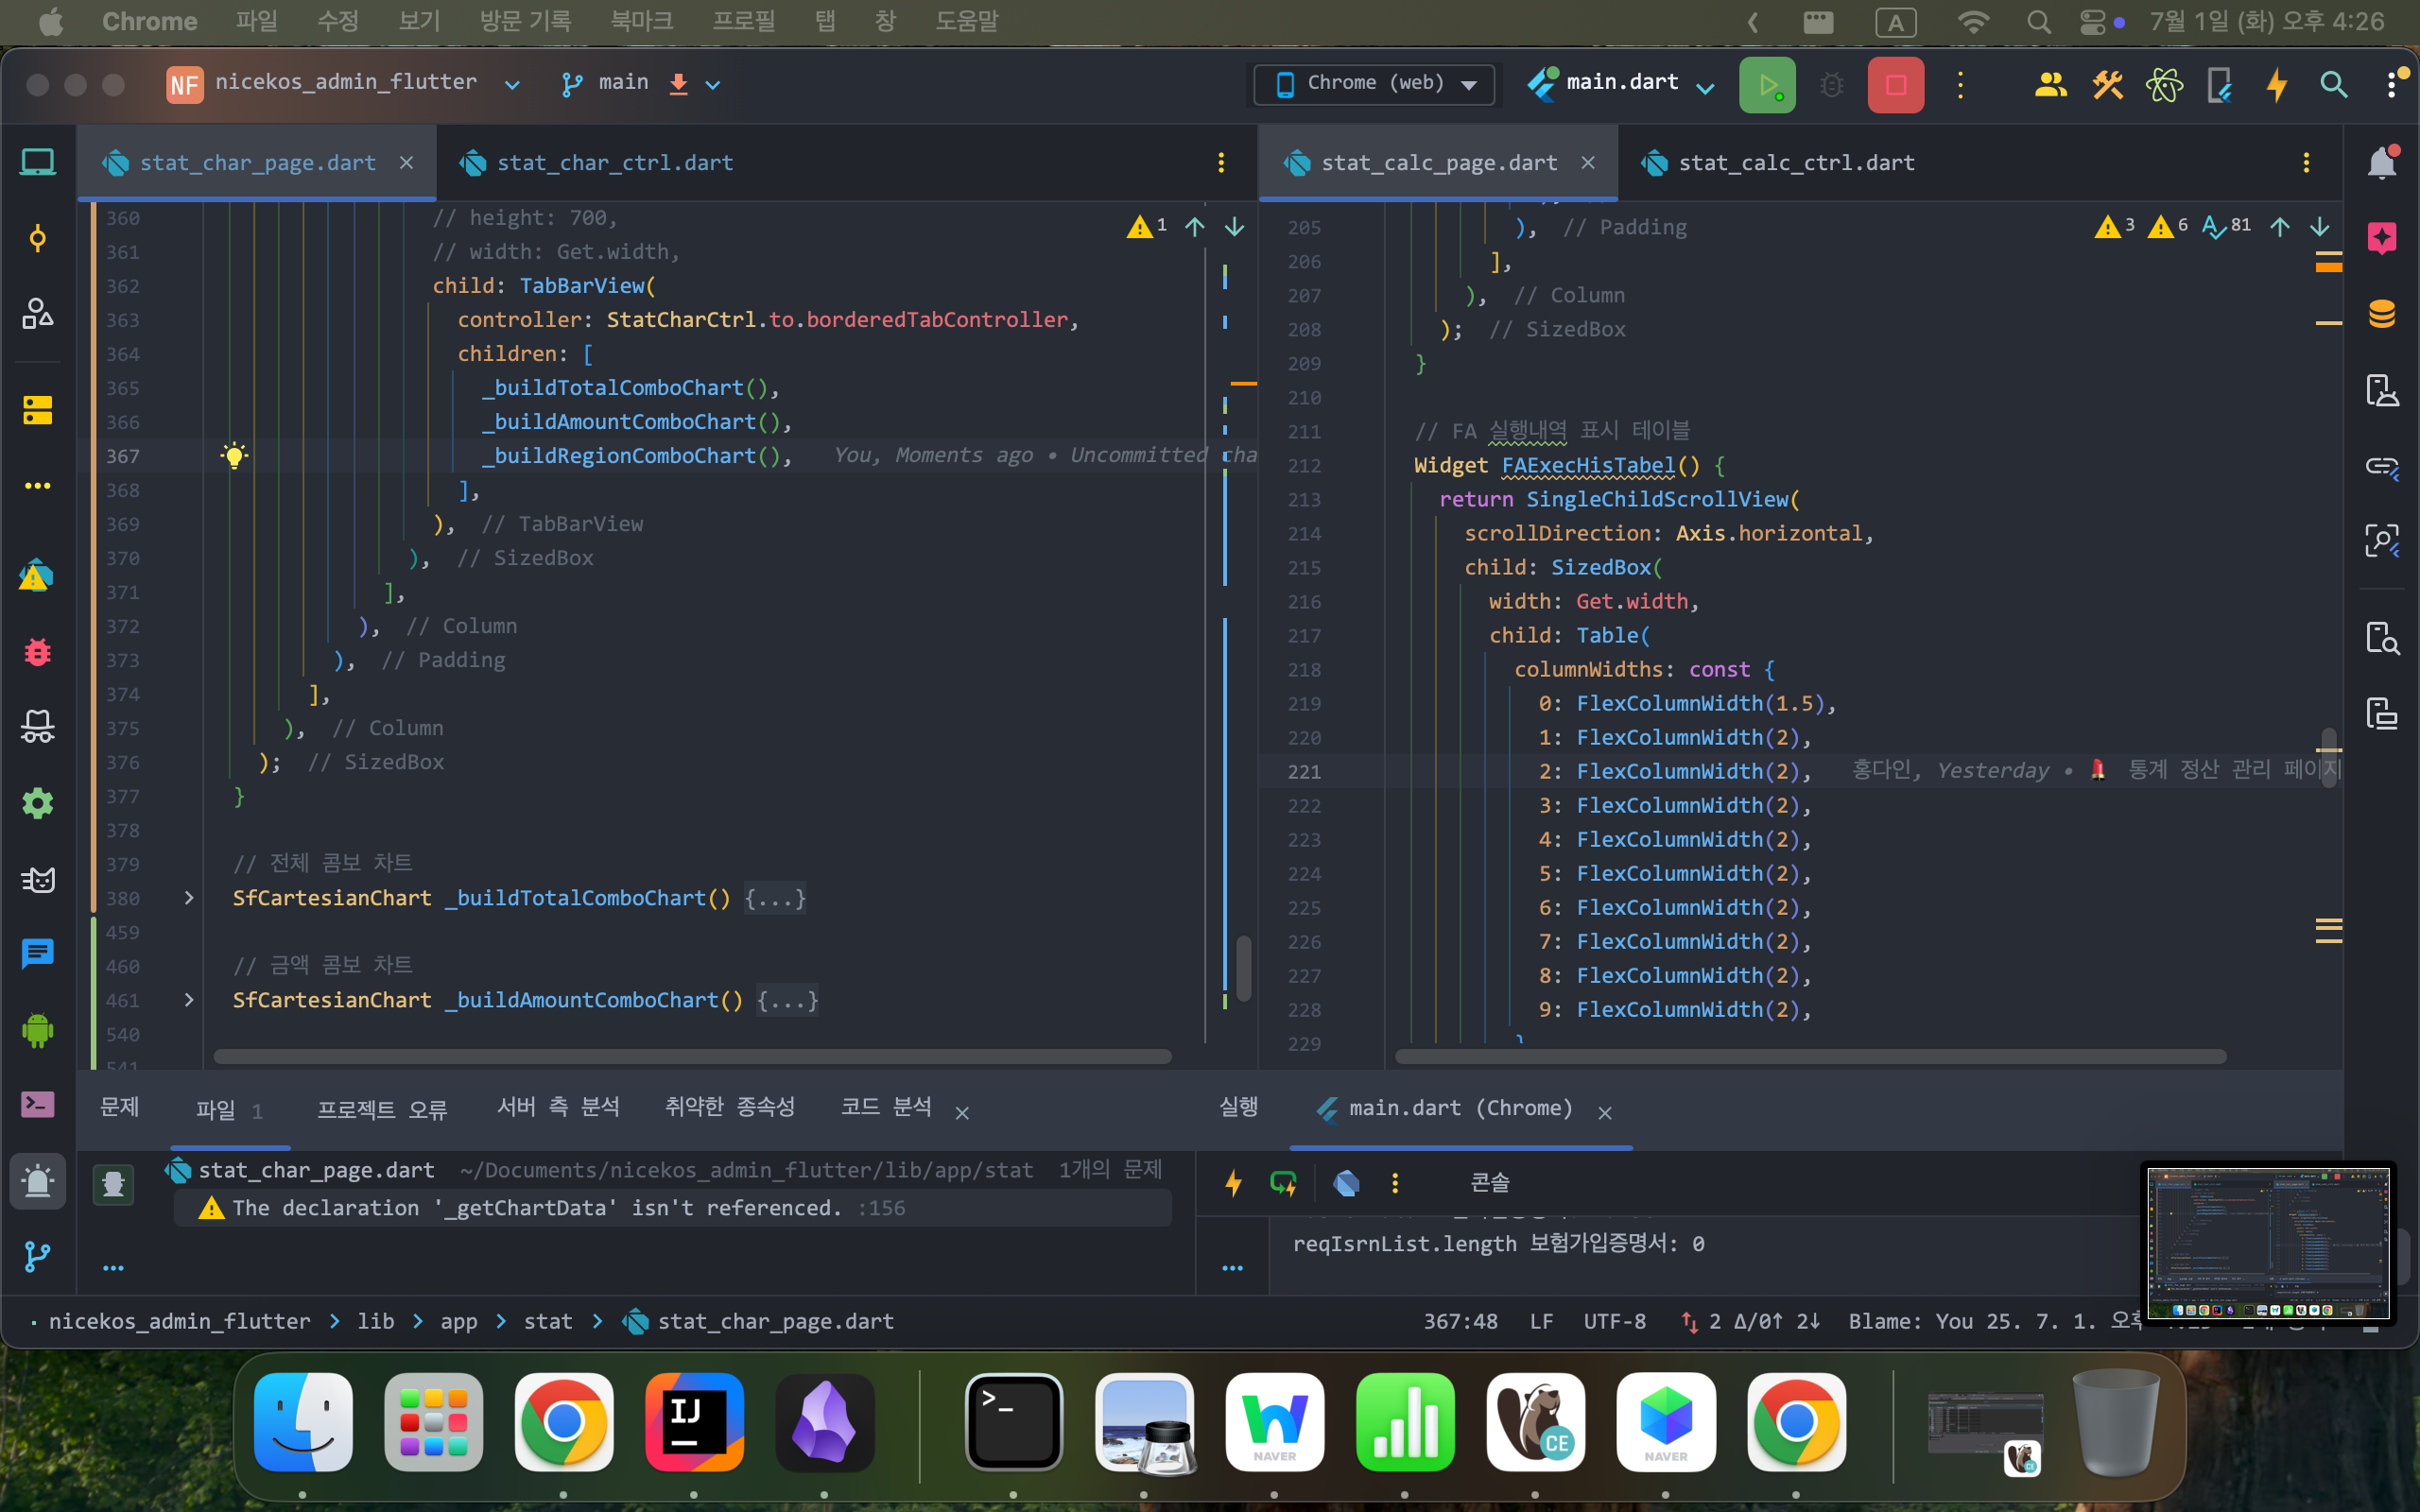 Chrome 파일 수정 보기 방문 기록 북마크 프로필 탭 창 도움말 A 7월 1일 (화) 오후 4:26
NF nicekos_admin_flutter main Chrome (web) main.dart
stat_char_page.dart stat_char_ctrl.dart
360 // height: 700,
361 // width: Get.width,
362 child: TabBarView(
363 controller: StatCharCtrl.to.borderedTabController,
364 children: [
365 _buildTotalComboChart(),
366 _buildAmountComboChart(),
367 _buildRegionComboChart(), You, Moments ago • Uncommitted cha
368 ],
369 ), // TabBarView
370 ), // SizedBox
371 ],
372 ), // Column
373 ), // Padding
374 ],
375 ), // Column
376 ); // SizedBox
377 }
378
379 // 전체 콤보 차트
380 SfCartesianChart _buildTotalComboChart() {...}
459
460 // 금액 콤보 차트
461 SfCartesianChart _buildAmountComboChart() {...}
540
541
1
stat_calc_page.dart stat_calc_ctrl.dart
3 6 81
205 ), // Padding
206 ],
207 ), // Column
208 ); // SizedBox
209 }
210
211 // FA 실행내역 표시 테이블
212 Widget FAExecHisTabel() {
213 return SingleChildScrollView(
214 scrollDirection: Axis.horizontal,
215 child: SizedBox(
216 width: Get.width,
217 child: Table(
218 columnWidths: const {
219 0: FlexColumnWidth(1.5),
220 1: FlexColumnWidth(2),
221 2: FlexColumnWidth(2), 홍다인, Yesterday • 💄 통계 정산 관리 페이지
222 3: FlexColumnWidth(2),
223 4: FlexColumnWidth(2),
224 5: FlexColumnWidth(2),
225 6: FlexColumnWidth(2),
226 7: FlexColumnWidth(2),
227 8: FlexColumnWidth(2),
228 9: FlexColumnWidth(2),
229 }
문제 파일 1 프로젝트 오류 서버 측 분석 취약한 종속성 코드 분석
stat_char_page.dart ~/Documents/nicekos_admin_flutter/lib/app/stat 1개의 문제
The declaration '_getChartData' isn't referenced. :156
실행 main.dart (Chrome)
콘솔
reqIsrnList.length 보험가입증명서: 0
nicekos_admin_flutter > lib > app > stat > stat_char_page.dart 367:48 LF UTF-8 2 Δ/0↑ 2↓ Blame: You 25. 7. 1. 오후
IJ >_ NAVER CE NAVER CE